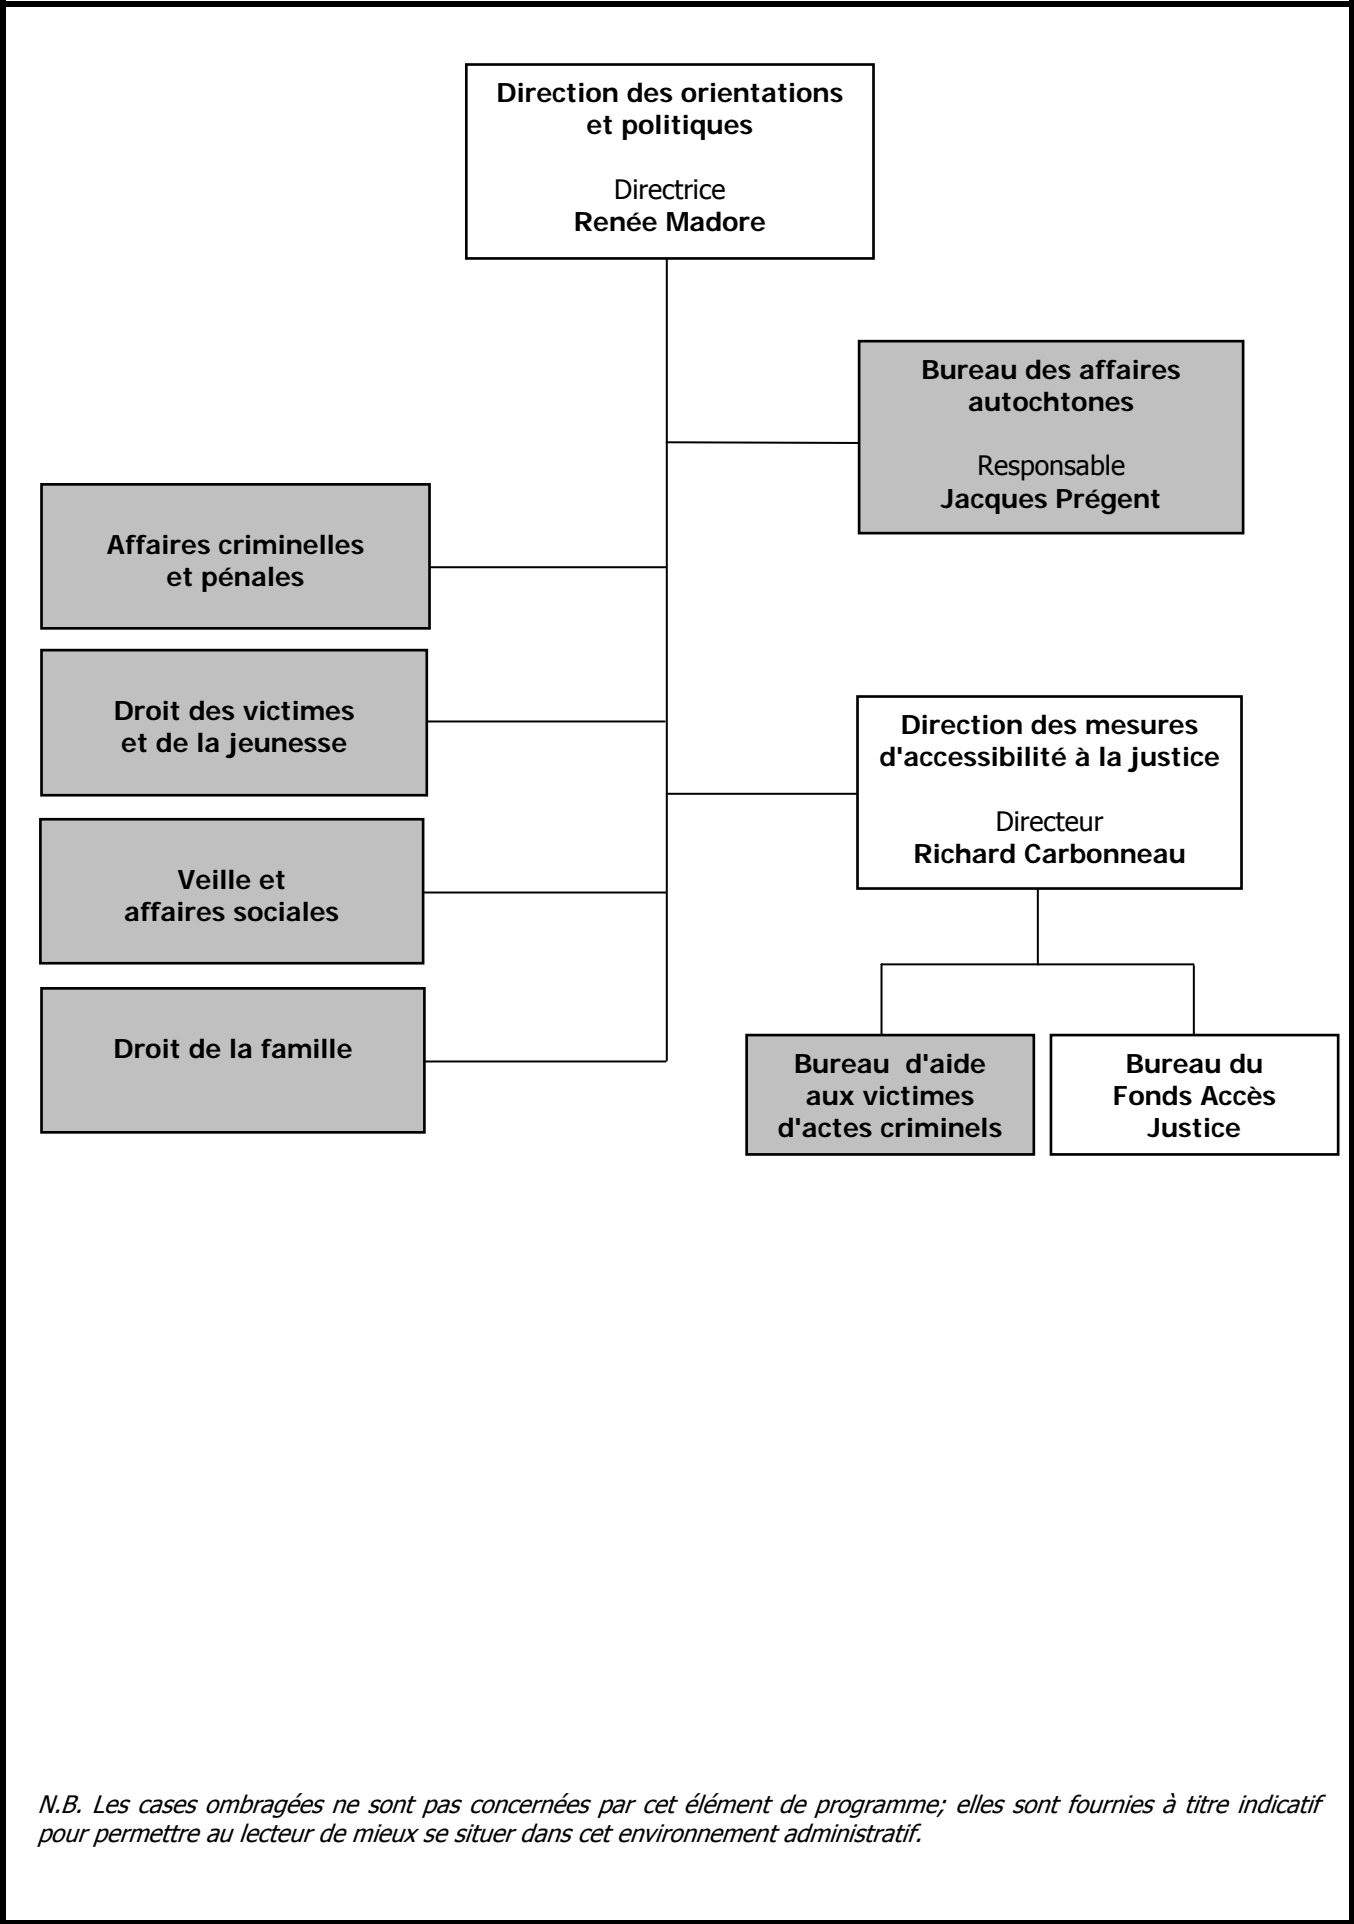 Direction des orientations
et politiques
Directrice
Renée Madore
Bureau des affaires
autochtones
Responsable
Jacques Prégent
Affaires criminelles
et pénales
Droit des victimes
et de la jeunesse
Direction des mesures
d'accessibilité à la justice
Directeur
Richard Carbonneau
Veille et
affaires sociales
Droit de la famille
Bureau d'aide
aux victimes
d'actes criminels
Bureau du
Fonds Accès
Justice
N.B. Les cases ombragées ne sont pas concernées par cet élément de programme; elles sont fournies à titre indicatif
pour permettre au lecteur de mieux se situer dans cet environnement administratif.